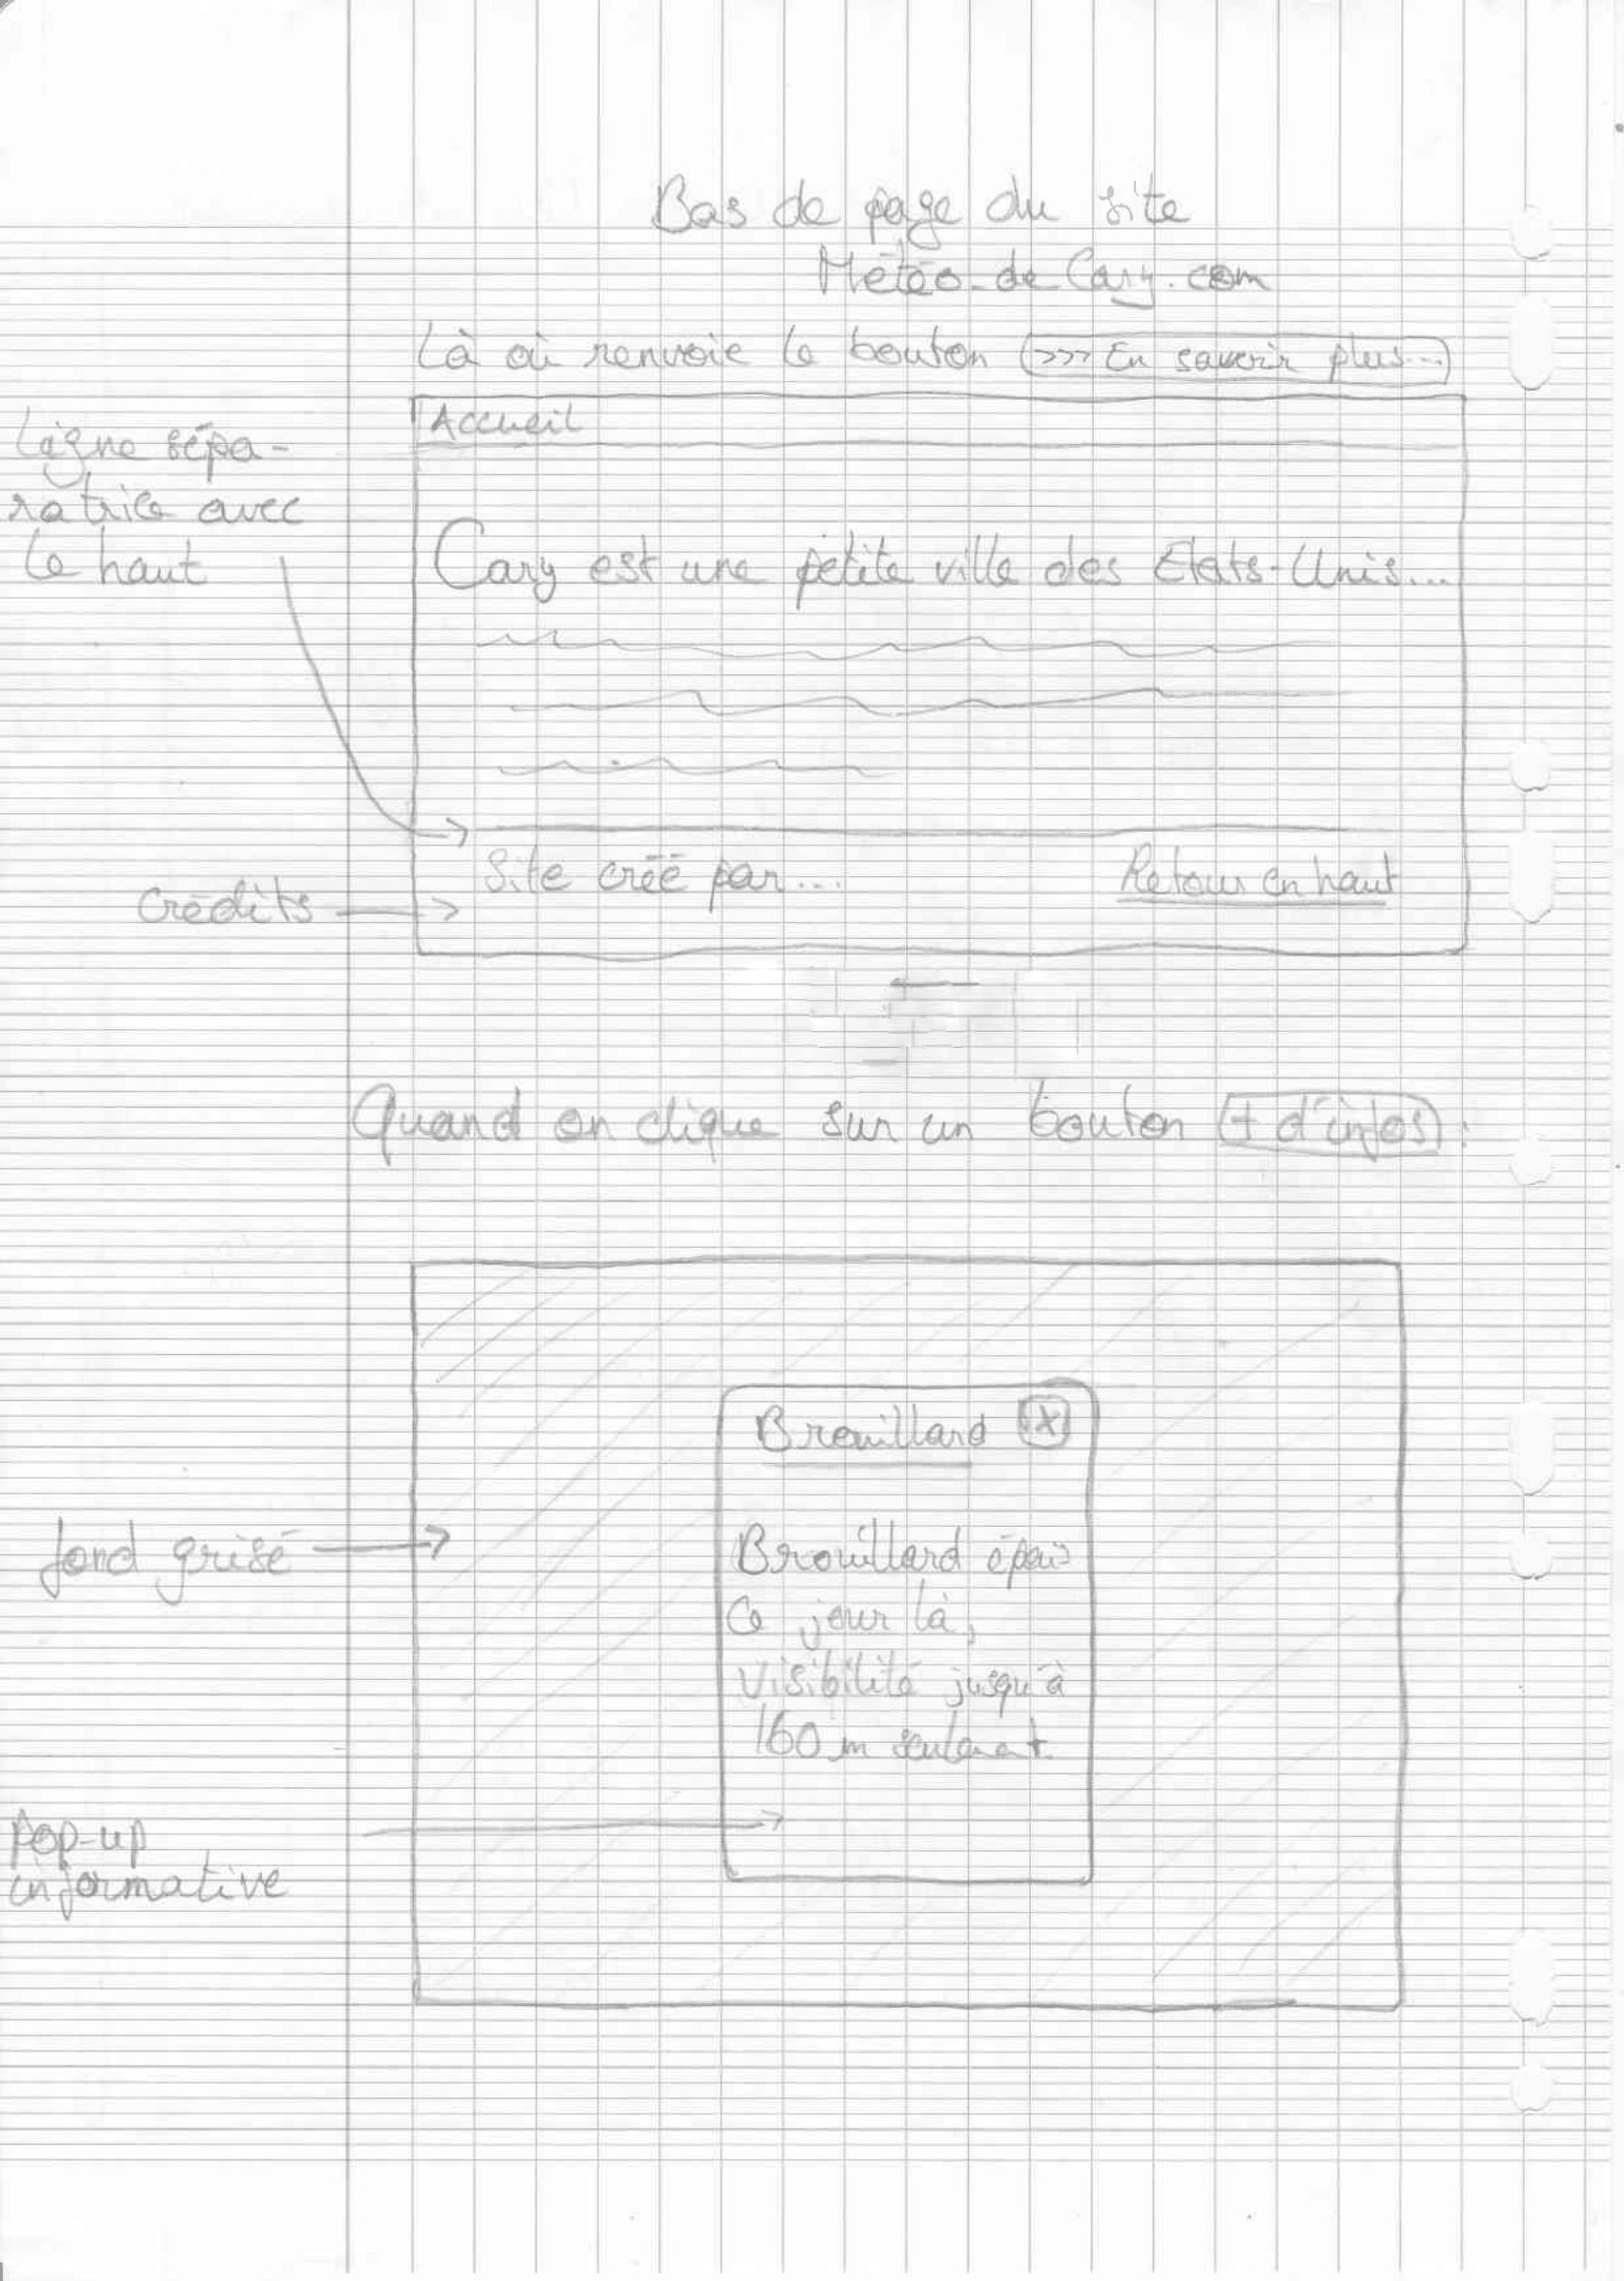 Bas de page du site
Météo-de Cary.com
Là où renvoie le bouton >>> En savoir plus...
Accueil
Ligne sépa-
ratrice avec
le haut
Cary est une petite ville des Etats-Unis...
Site créé par...
Retour en haut
Crédits
Quand on clique sur un bouton + d'infos :
Brouillard X
fond grisé
Brouillard épais
ce jour là,
visibilité jusqu'à
160 m seulement.
Pop-up
informative